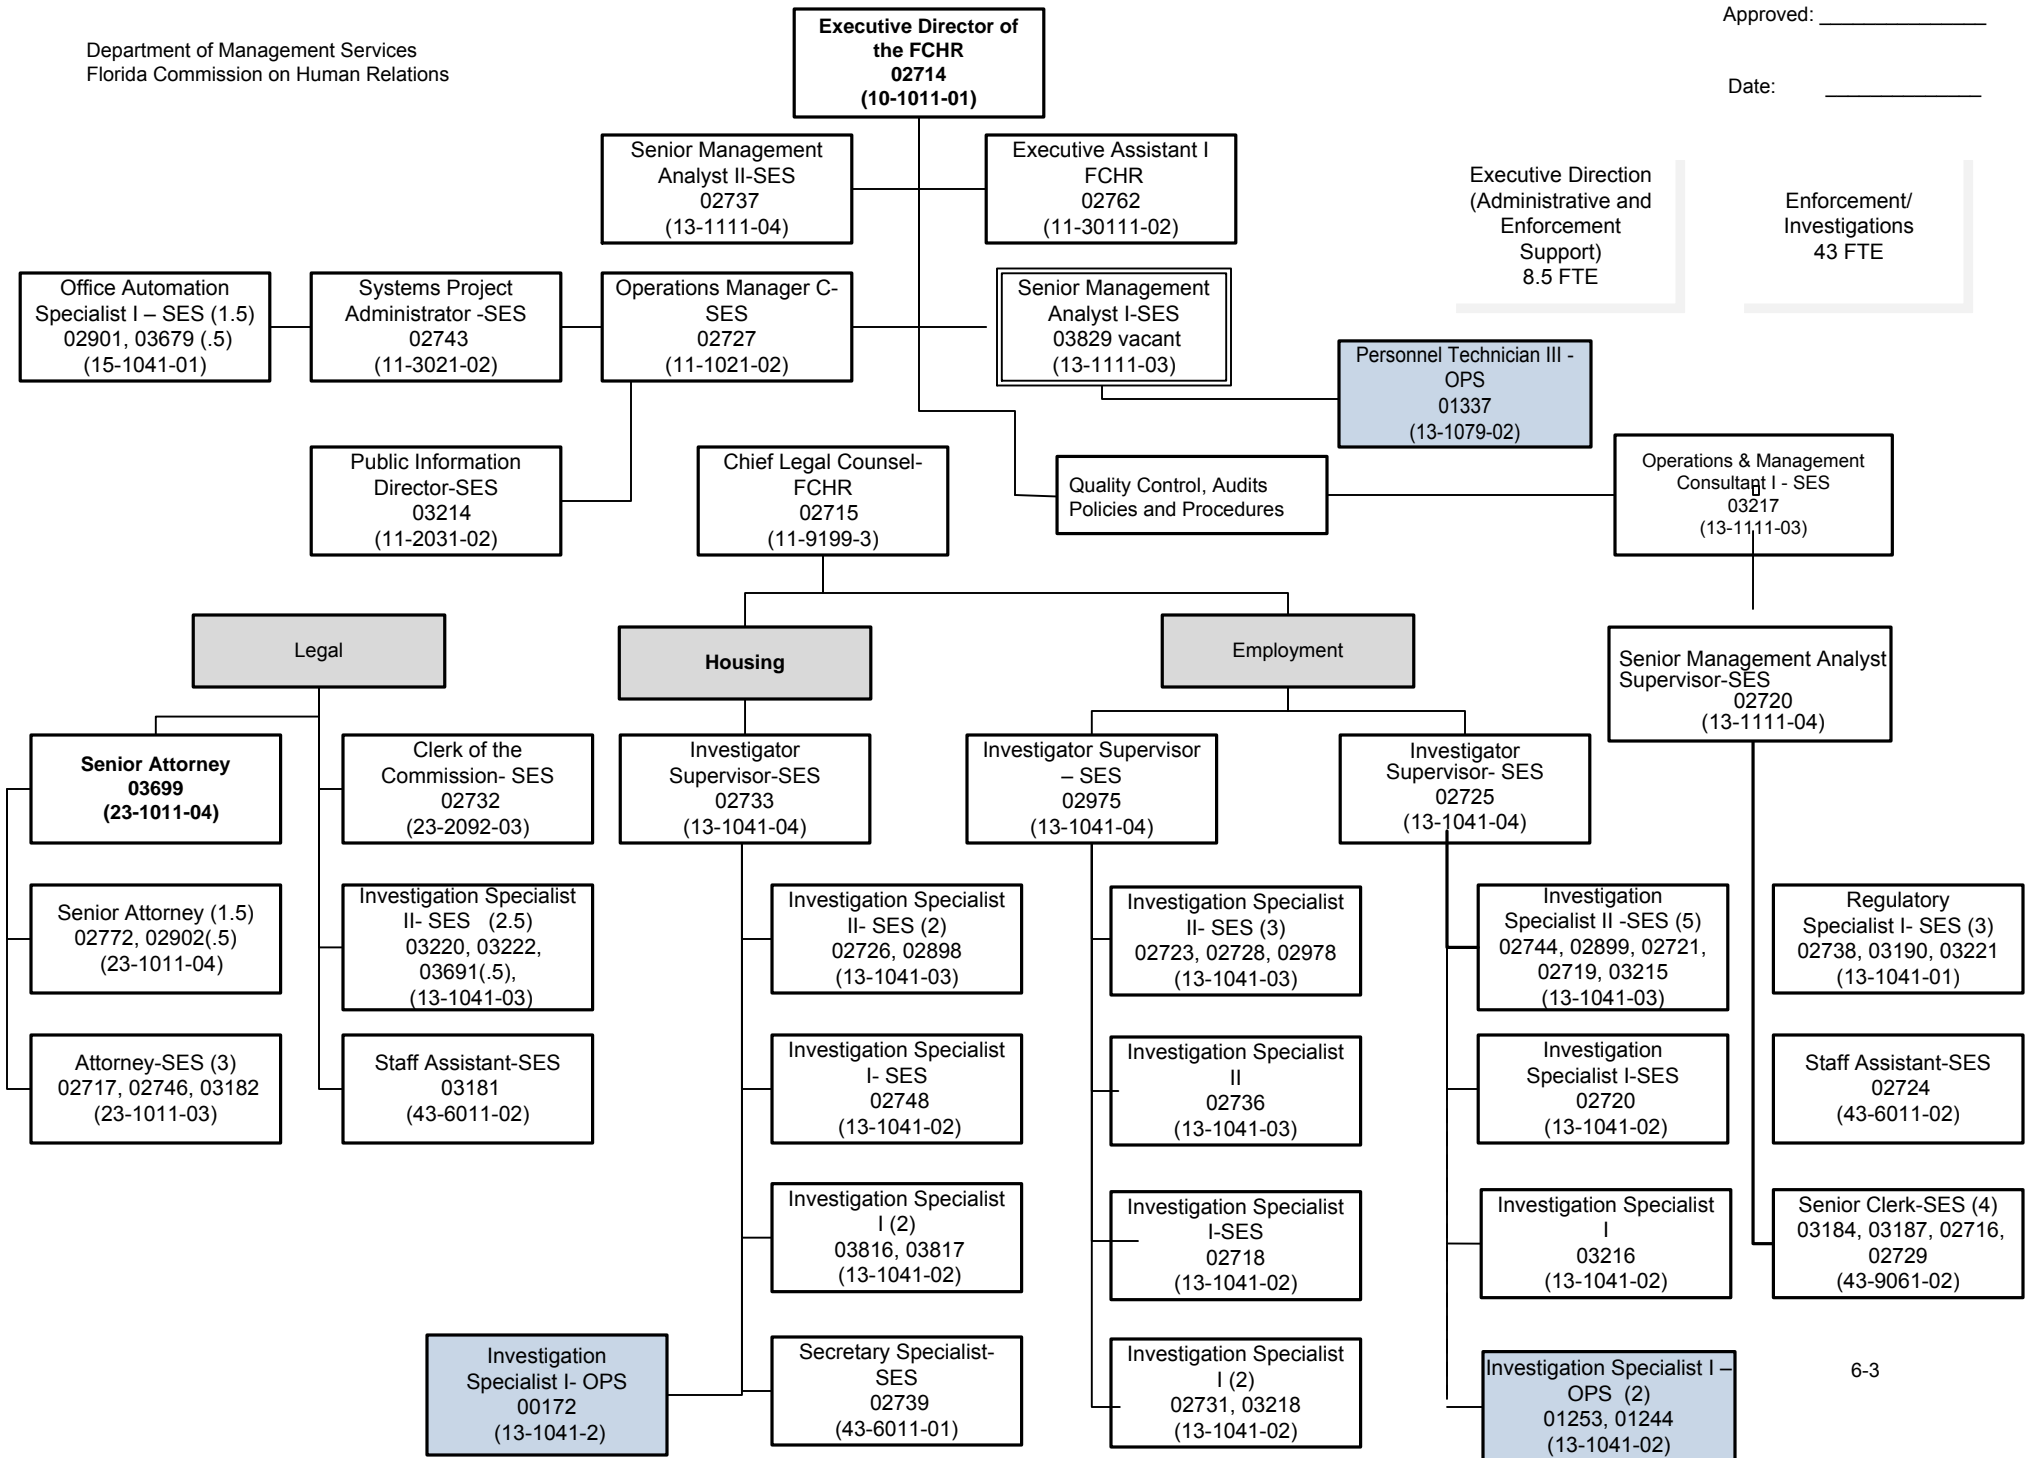 Department of Management Services
Florida Commission on Human Relations
Executive Director of
the FCHR
02714
(10-1011-01)
Approved: _______________
Date: ______________
Senior Management
Analyst II-SES
02737
(13-1111-04)
Executive Assistant I
FCHR
02762
(11-30111-02)
Executive Direction
(Administrative and
Enforcement
Support)
8.5 FTE
Enforcement/
Investigations
43 FTE
Office Automation
Specialist I – SES (1.5)
02901, 03679 (.5)
(15-1041-01)
Systems Project
Administrator -SES
02743
(11-3021-02)
Operations Manager C-
SES
02727
(11-1021-02)
Senior Management
Analyst I-SES
03829 vacant
(13-1111-03)
Personnel Technician III -
OPS
01337
(13-1079-02)
Public Information
Director-SES
03214
(11-2031-02)
Chief Legal Counsel-
FCHR
02715
(11-9199-3)
Quality Control, Audits
Policies and Procedures
Operations & Management
Consultant I - SES
03217
(13-1111-03)
Legal
Housing
Employment
Senior Management Analyst
Supervisor-SES
02720
(13-1111-04)
Senior Attorney
03699
(23-1011-04)
Clerk of the
Commission- SES
02732
(23-2092-03)
Investigator
Supervisor-SES
02733
(13-1041-04)
Investigator Supervisor
– SES
02975
(13-1041-04)
Investigator
Supervisor- SES
02725
(13-1041-04)
Senior Attorney (1.5)
02772, 02902(.5)
(23-1011-04)
Investigation Specialist
II- SES (2.5)
03220, 03222,
03691(.5),
(13-1041-03)
Investigation Specialist
II- SES (2)
02726, 02898
(13-1041-03)
Investigation Specialist
II- SES (3)
02723, 02728, 02978
(13-1041-03)
Investigation
Specialist II -SES (5)
02744, 02899, 02721,
02719, 03215
(13-1041-03)
Regulatory
Specialist I- SES (3)
02738, 03190, 03221
(13-1041-01)
Attorney-SES (3)
02717, 02746, 03182
(23-1011-03)
Staff Assistant-SES
03181
(43-6011-02)
Investigation Specialist
I- SES
02748
(13-1041-02)
Investigation Specialist
II
02736
(13-1041-03)
Investigation
Specialist I-SES
02720
(13-1041-02)
Staff Assistant-SES
02724
(43-6011-02)
Investigation Specialist
I (2)
03816, 03817
(13-1041-02)
Investigation Specialist
I-SES
02718
(13-1041-02)
Investigation Specialist
I
03216
(13-1041-02)
Senior Clerk-SES (4)
03184, 03187, 02716,
02729
(43-9061-02)
Investigation
Specialist I- OPS
00172
(13-1041-2)
Secretary Specialist-
SES
02739
(43-6011-01)
Investigation Specialist
I (2)
02731, 03218
(13-1041-02)
Investigation Specialist I –
OPS (2)
01253, 01244
(13-1041-02)
6-3